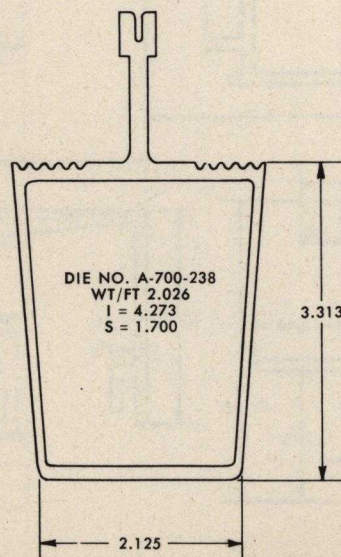 DIE NO. A-700-238
WT/FT 2.026
I = 4.273
S = 1.700
3.313
2.125